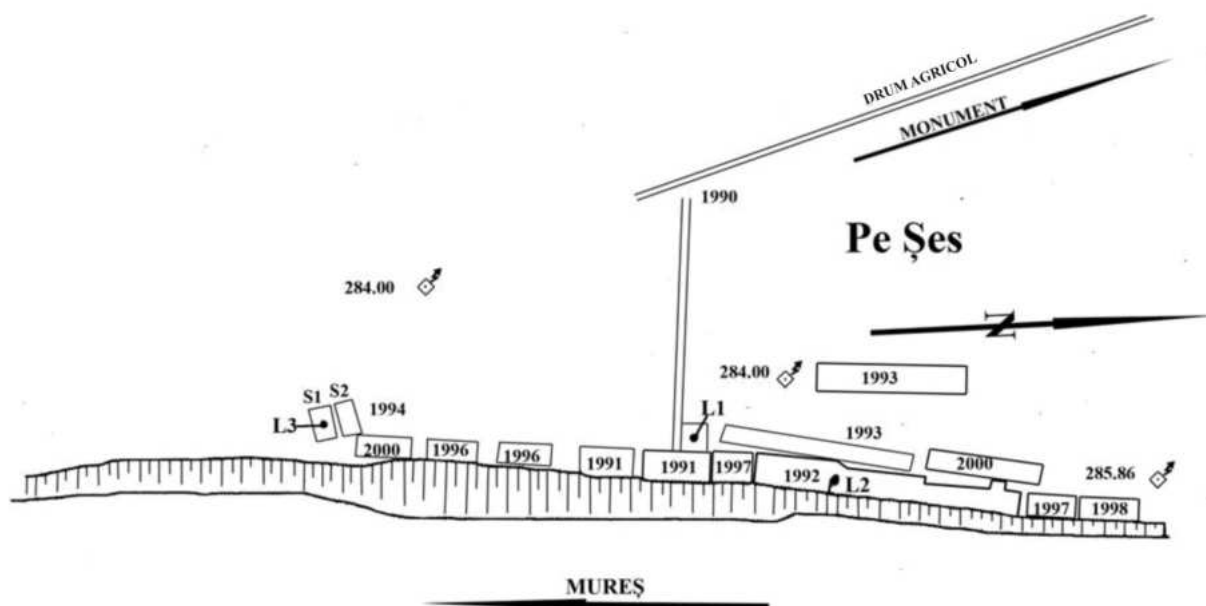 DRUM AGRICOL
MONUMENT
1990
Pe Șes
284.00
N
284.00
1993
S1 S2
1994
L3
L1
1993
2000
1996
1996
1991
1991
1997
1992
L2
2000
285.86
1997
1998
MUREȘ